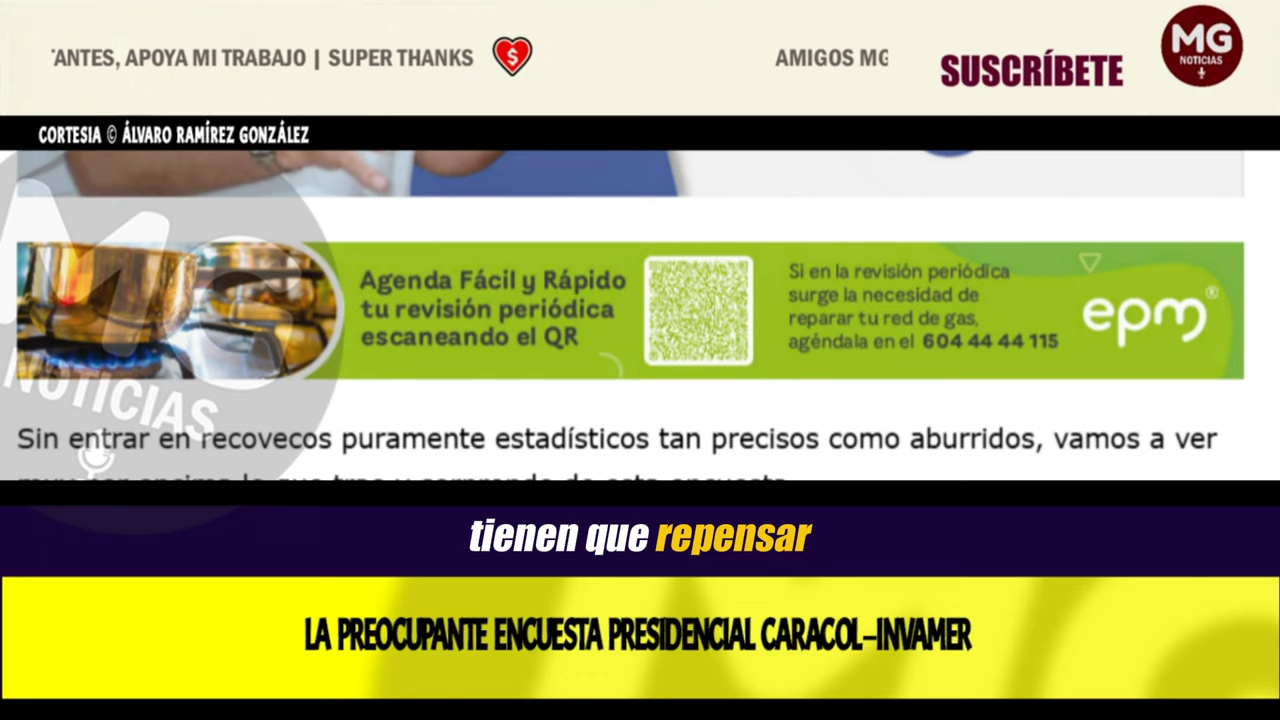 ANTES, APOYA MI TRABAJO | SUPER THANKS
$
AMIGOS MG
SUSCRÍBETE
MG
NOTICIAS
CORTESIA © ÁLVARO RAMÍREZ GONZÁLEZ
Agenda Fácil y Rápido
tu revisión periódica
escaneando el QR
Si en la revisión periódica
surge la necesidad de
reparar tu red de gas,
agéndala en el 604 44 44 115
epm®
MG
NOTICIAS
Sin entrar en recovecos puramente estadísticos tan precisos como aburridos, vamos a ver
tienen que repensar
LA PREOCUPANTE ENCUESTA PRESIDENCIAL CARACOL-INVAMER